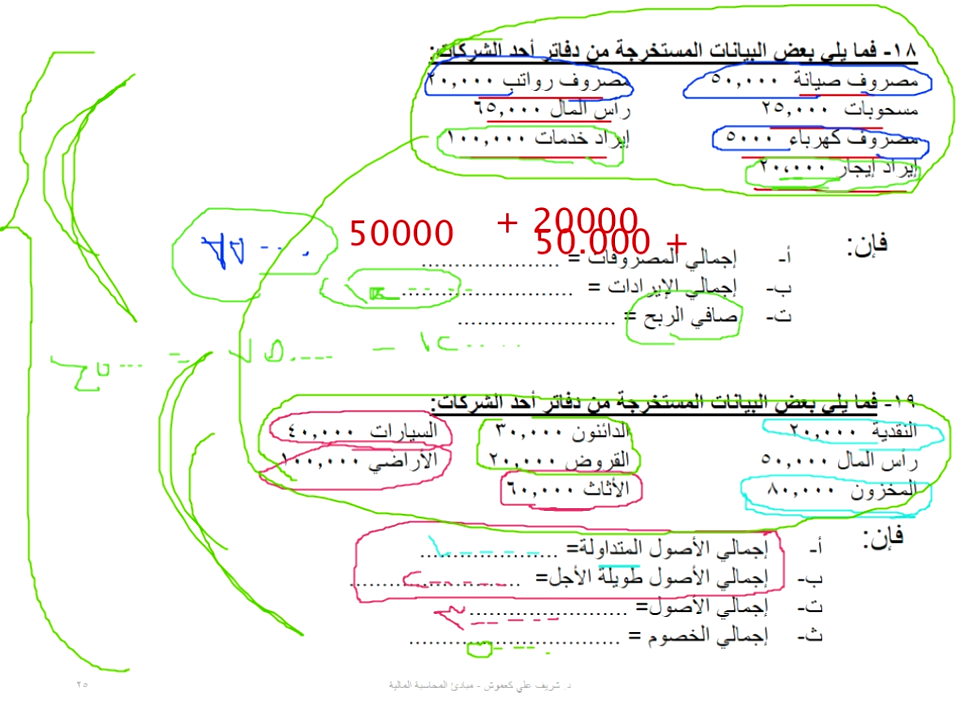 ١٨- فما يلي بعض البيانات المستخرجة من دفاتر أحد الشركات:
مصروف صيانة ٥٠,٠٠٠ مصروف رواتب ٢٠,٠٠٠
مسحوبات ٢٥,٠٠٠ راس المال ٦٥,٠٠٠
مصروف كهرباء ٥٠٠٠ إيراد خدمات ١٠٠,٠٠٠
إيراد إيجار ٢٠,٠٠٠
فإن:
50000 + 20000
50.000 +
أ- إجمالي المصروفات = ....................
ب- إجمالي الإيرادات = .........................
ت- صافي الربح = .......................
١٩- فما يلي بعض البيانات المستخرجة من دفاتر أحد الشركات:
النقدية ٢٠,٠٠٠ الدائنون ٣٠,٠٠٠ السيارات ٤٠,٠٠٠
رأس المال ٥٠,٠٠٠ القروض ٢٠,٠٠٠ الاراضي ١٠٠,٠٠٠
المخزون ٨٠,٠٠٠ الأثاث ٦٠,٠٠٠
فإن:
أ- إجمالي الأصول المتداولة= ....................
ب- إجمالي الأصول طويلة الأجل= .........................
ت- إجمالي الأصول= .......................
ث- إجمالي الخصوم = ...............................
د. شريف علي كعموش - مبادئ المحاسبة المالية
٢٥